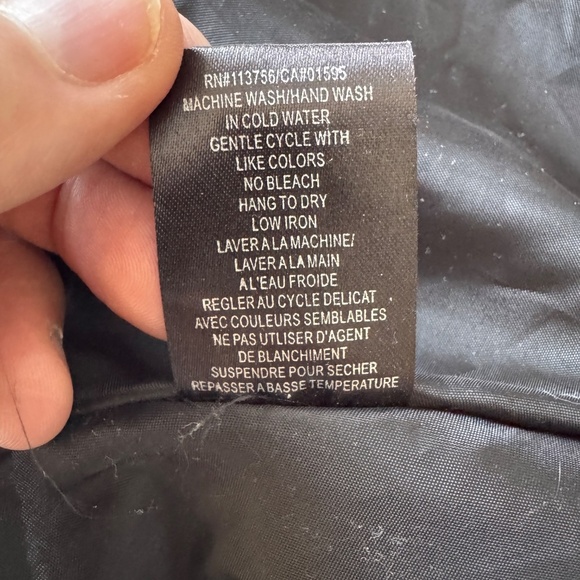 RN#113756/CA#01595
MACHINE WASH/HAND WASH
IN COLD WATER
GENTLE CYCLE WITH
LIKE COLORS
NO BLEACH
HANG TO DRY
LOW IRON
LAVER A LA MACHINE/
LAVER A LA MAIN
A L'EAU FROIDE
REGLER AU CYCLE DELICAT
AVEC COULEURS SEMBLABLES
NE PAS UTLISER D'AGENT
DE BLANCHIMENT
SUSPENDRE POUR SECHER
REPASSER A BASSE TEMPERATURE